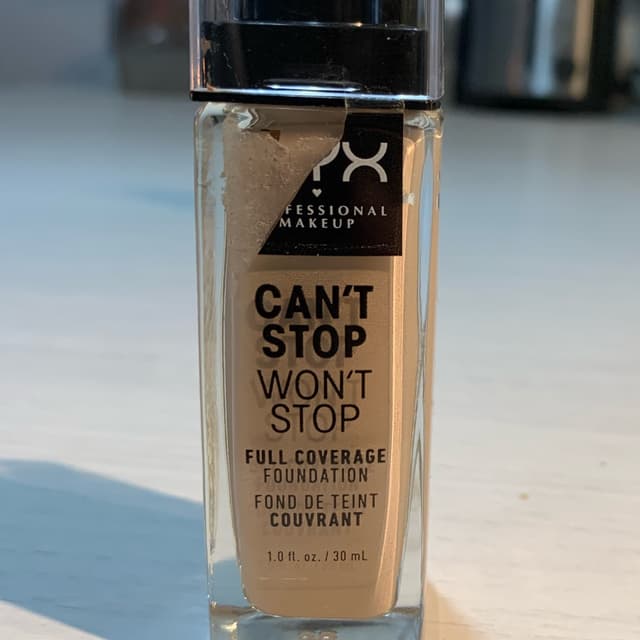 YX
FESSIONAL
MAKEUP
CAN'T
STOP
WON'T
STOP
FULL COVERAGE
FOUNDATION
FOND DE TEINT
COUVRANT
1.0 fl. oz. / 30 mL